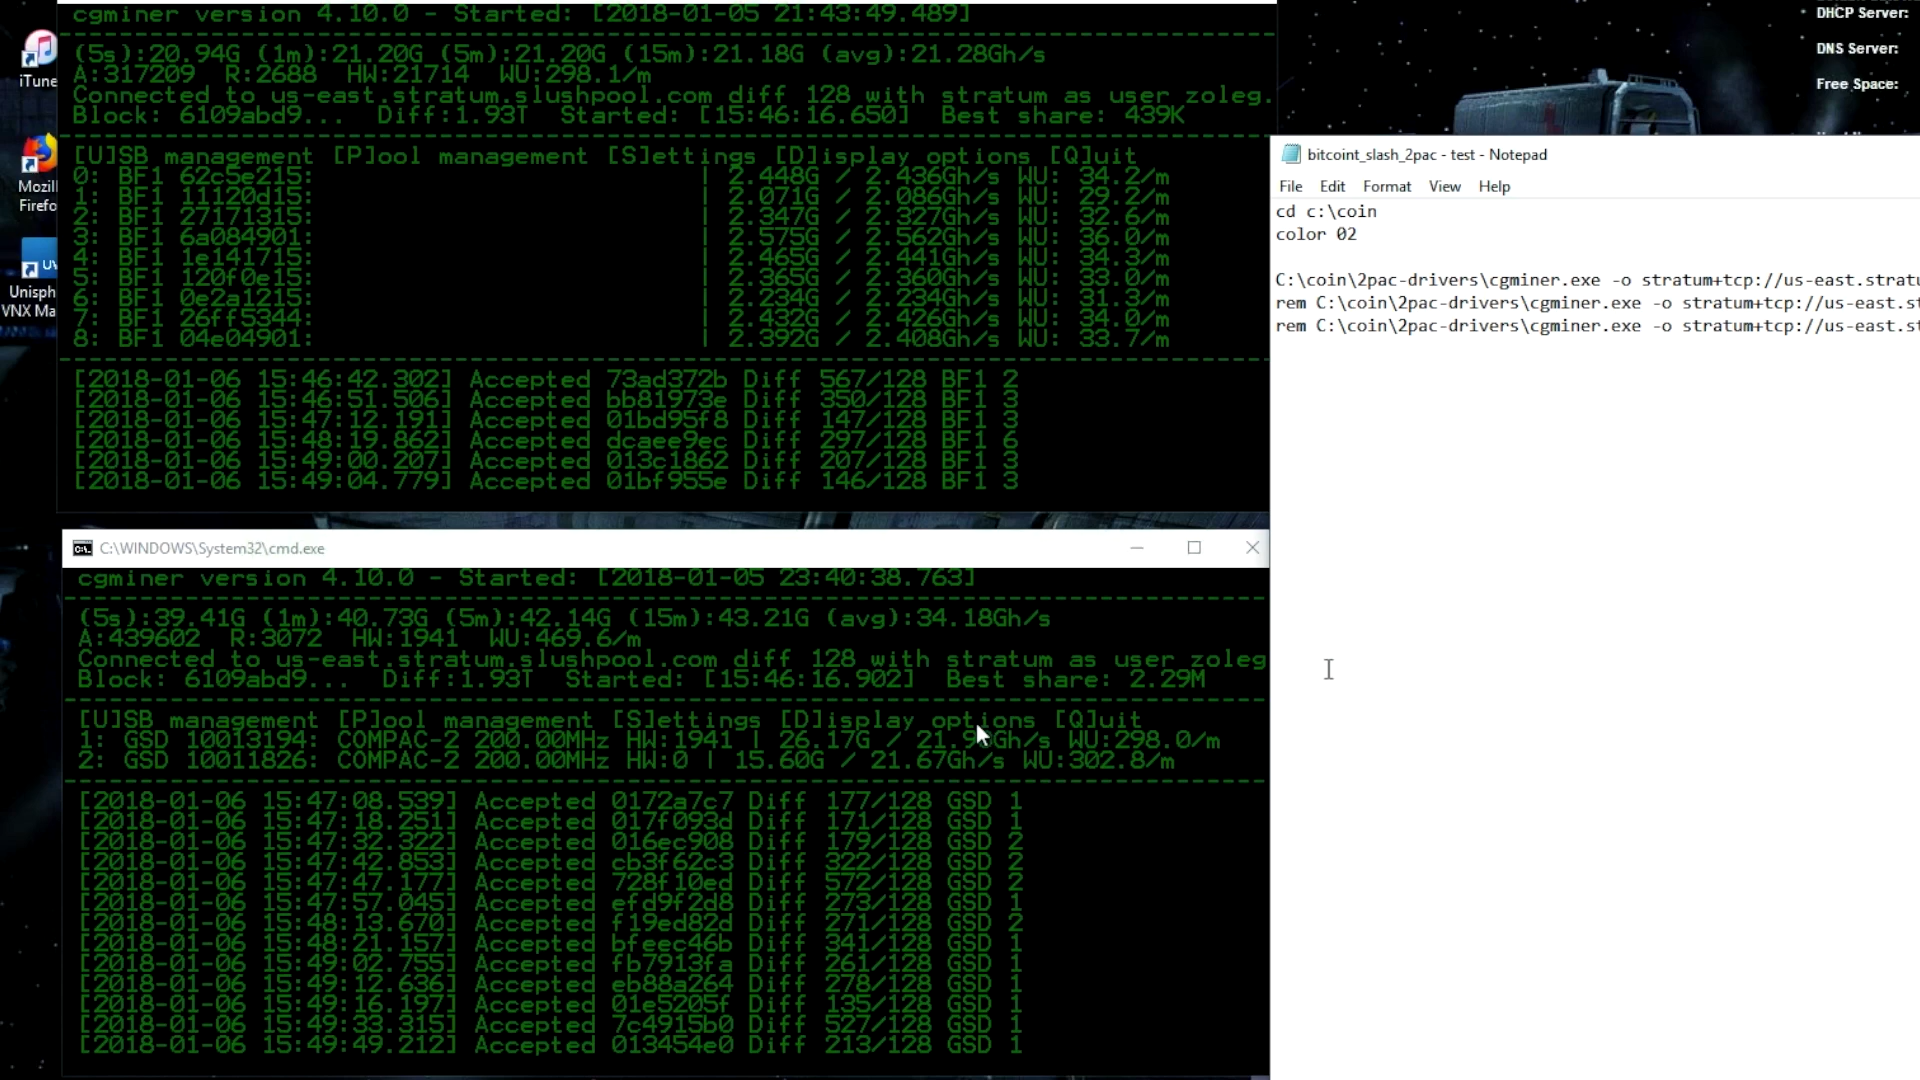 cgminer version 4.10.0 - Started: [2018-01-05 21:43:49.489]
(5s):20.94G (1m):21.20G (5m):21.20G (15m):21.18G (avg):21.28Gh/s
A:317209 R:2688 HW:21714 WU:298.1/m
Connected to us-east.stratum.slushpool.com diff 128 with stratum as user zoleg.
Block: 6109abd9... Diff:1.93T Started: [15:46:16.650] Best share: 439K
[U]SB management [P]ool management [S]ettings [D]isplay options [Q]uit
0: BF1 62c5e215: | 2.448G / 2.436Gh/s WU: 34.2/m
1: BF1 11120d15: | 2.071G / 2.086Gh/s WU: 29.2/m
2: BF1 27171315: | 2.347G / 2.327Gh/s WU: 32.6/m
3: BF1 6a084901: | 2.575G / 2.562Gh/s WU: 36.0/m
4: BF1 1e141715: | 2.465G / 2.441Gh/s WU: 34.3/m
5: BF1 120f0e15: | 2.365G / 2.360Gh/s WU: 33.0/m
6: BF1 0e2a1215: | 2.234G / 2.234Gh/s WU: 31.3/m
7: BF1 26ff5344: | 2.432G / 2.426Gh/s WU: 34.0/m
8: BF1 04e04901: | 2.392G / 2.408Gh/s WU: 33.7/m
[2018-01-06 15:46:42.302] Accepted 73ad372b Diff 567/128 BF1 2
[2018-01-06 15:46:51.506] Accepted bb81973e Diff 350/128 BF1 3
[2018-01-06 15:47:12.191] Accepted 01bd95f8 Diff 147/128 BF1 3
[2018-01-06 15:48:19.862] Accepted dcaee9ec Diff 297/128 BF1 6
[2018-01-06 15:49:00.207] Accepted 013c1862 Diff 207/128 BF1 3
[2018-01-06 15:49:04.779] Accepted 01bf955e Diff 146/128 BF1 3
C:\WINDOWS\System32\cmd.exe
cgminer version 4.10.0 - Started: [2018-01-05 23:40:38.763]
(5s):39.41G (1m):40.73G (5m):42.14G (15m):43.21G (avg):34.18Gh/s
A:439602 R:3072 HW:1941 WU:469.6/m
Connected to us-east.stratum.slushpool.com diff 128 with stratum as user zoleg
Block: 6109abd9... Diff:1.93T Started: [15:46:16.902] Best share: 2.29M
[U]SB management [P]ool management [S]ettings [D]isplay options [Q]uit
1: GSD 10013194: COMPAC-2 200.00MHz HW:1941 | 26.17G / WU:298.0/m
2: GSD 10011826: COMPAC-2 200.00MHz HW:0 | 15.60G / 21.67Gh/s WU:302.8/m
[2018-01-06 15:47:08.539] Accepted 0172a7c7 Diff 177/128 GSD 1
[2018-01-06 15:47:18.251] Accepted 017f093d Diff 171/128 GSD 1
[2018-01-06 15:47:32.322] Accepted 016ec908 Diff 179/128 GSD 2
[2018-01-06 15:47:42.853] Accepted cb3f62c3 Diff 322/128 GSD 2
[2018-01-06 15:47:47.177] Accepted 728f10ed Diff 572/128 GSD 2
[2018-01-06 15:47:57.045] Accepted efd9f2d8 Diff 273/128 GSD 1
[2018-01-06 15:48:13.670] Accepted f19ed82d Diff 271/128 GSD 2
[2018-01-06 15:48:21.157] Accepted bfeec46b Diff 341/128 GSD 1
[2018-01-06 15:49:02.755] Accepted fb7913fa Diff 261/128 GSD 1
[2018-01-06 15:49:12.636] Accepted eb88a264 Diff 278/128 GSD 1
[2018-01-06 15:49:16.197] Accepted 01e5205f Diff 135/128 GSD 1
[2018-01-06 15:49:33.315] Accepted 7c4915b0 Diff 527/128 GSD 1
[2018-01-06 15:49:49.212] Accepted 013454e0 Diff 213/128 GSD 1
iTune
Mozill
Firefo
Unisph
VNX Ma
DHCP Server:
DNS Server:
Free Space:
bitcoint_slash_2pac - test - Notepad
File Edit Format View Help
cd c:\coin
color 02
C:\coin\2pac-drivers\cgminer.exe -o stratum+tcp://us-east.stratu
rem C:\coin\2pac-drivers\cgminer.exe -o stratum+tcp://us-east.st
rem C:\coin\2pac-drivers\cgminer.exe -o stratum+tcp://us-east.st